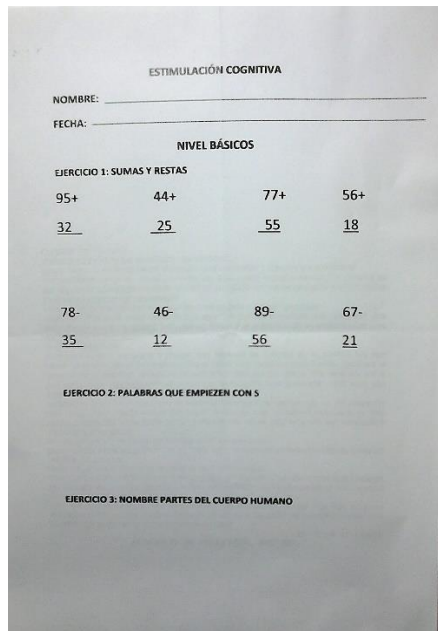 ESTIMULACIÓN COGNITIVA
NOMBRE:
FECHA:
NIVEL BÁSICOS
EJERCICIO 1: SUMAS Y RESTAS
95+ 44+ 77+ 56+
32 25 55 18
78- 46- 89- 67-
35 12 56 21
EJERCICIO 2: PALABRAS QUE EMPIEZEN CON S
EJERCICIO 3: NOMBRE PARTES DEL CUERPO HUMANO